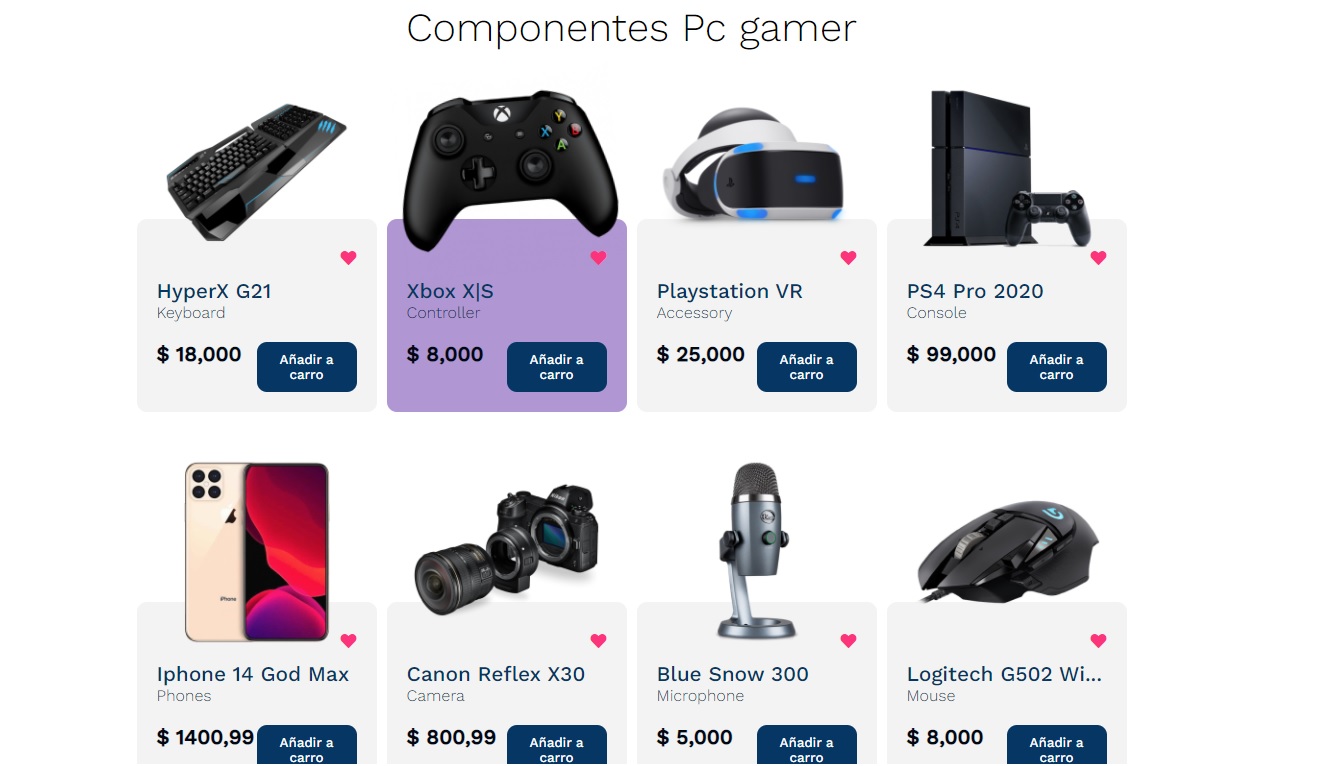 Componentes Pc gamer
Y
X
B
A
HyperX G21
Keyboard
$ 18,000
Añadir a
carro
Xbox X|S
Controller
$ 8,000
Añadir a
carro
Playstation VR
Accessory
$ 25,000
Añadir a
carro
PS4 Pro 2020
Console
$ 99,000
Añadir a
carro
iPhone
Nikon
Iphone 14 God Max
Phones
$ 1400,99
Añadir a
carro
Canon Reflex X30
Camera
$ 800,99
Añadir a
carro
Blue Snow 300
Microphone
$ 5,000
Añadir a
carro
Logitech G502 Wi...
Mouse
$ 8,000
Añadir a
carro